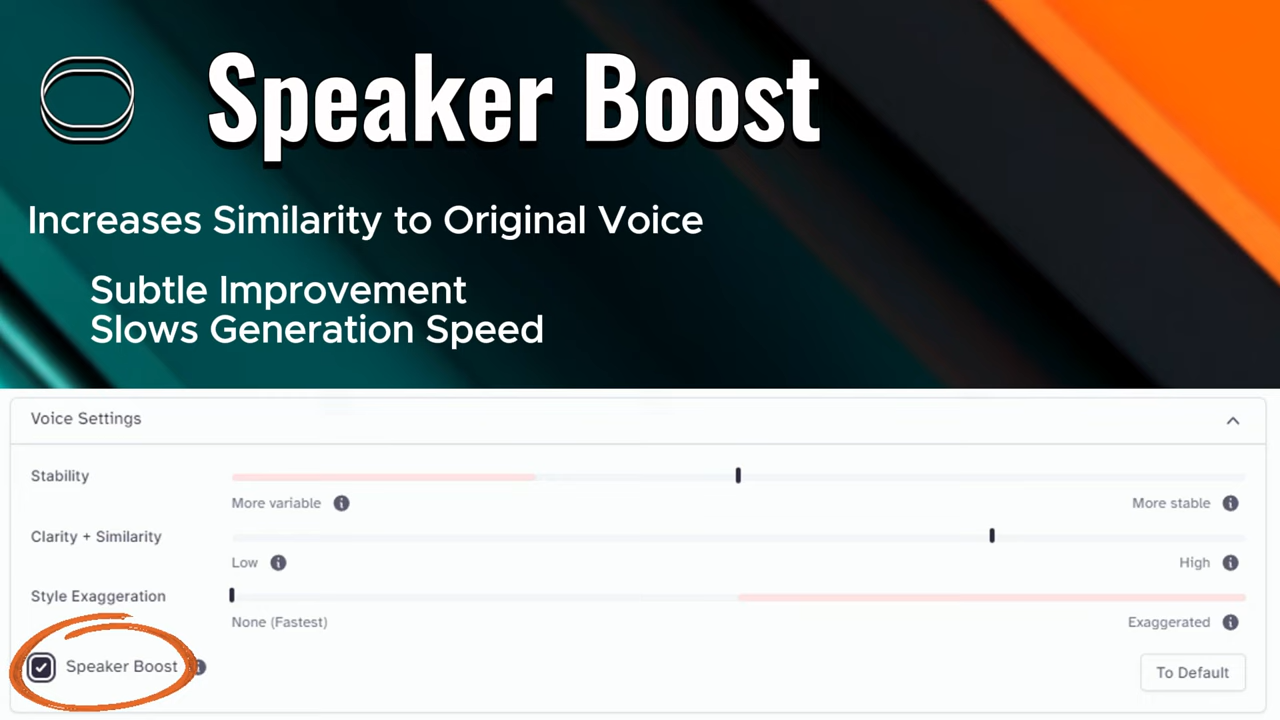 Speaker Boost
Increases Similarity to Original Voice
Subtle Improvement
Slows Generation Speed
Voice Settings
Stability
More variable
More stable
Clarity + Similarity
Low
High
Style Exaggeration
None (Fastest)
Exaggerated
Speaker Boost
To Default